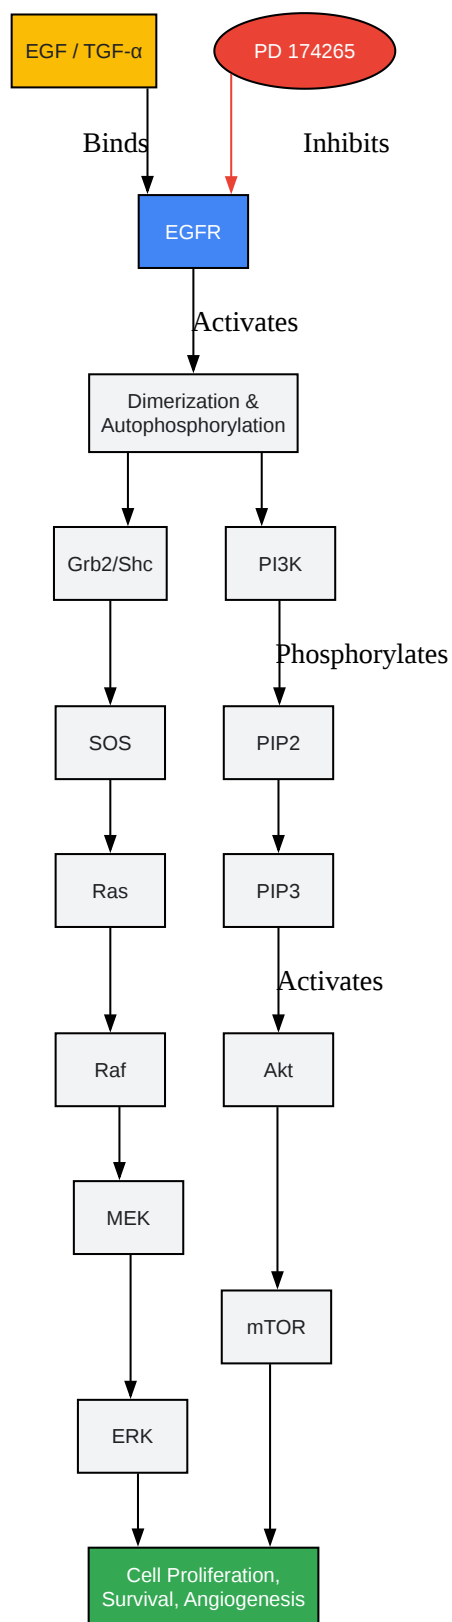 EGF / TGF-α
PD 174265
Binds
Inhibits
EGFR
Activates
Dimerization &
Autophosphorylation
Grb2/Shc
PI3K
Phosphorylates
SOS
PIP2
Ras
PIP3
Activates
Raf
Akt
MEK
mTOR
ERK
Cell Proliferation,
Survival, Angiogenesis